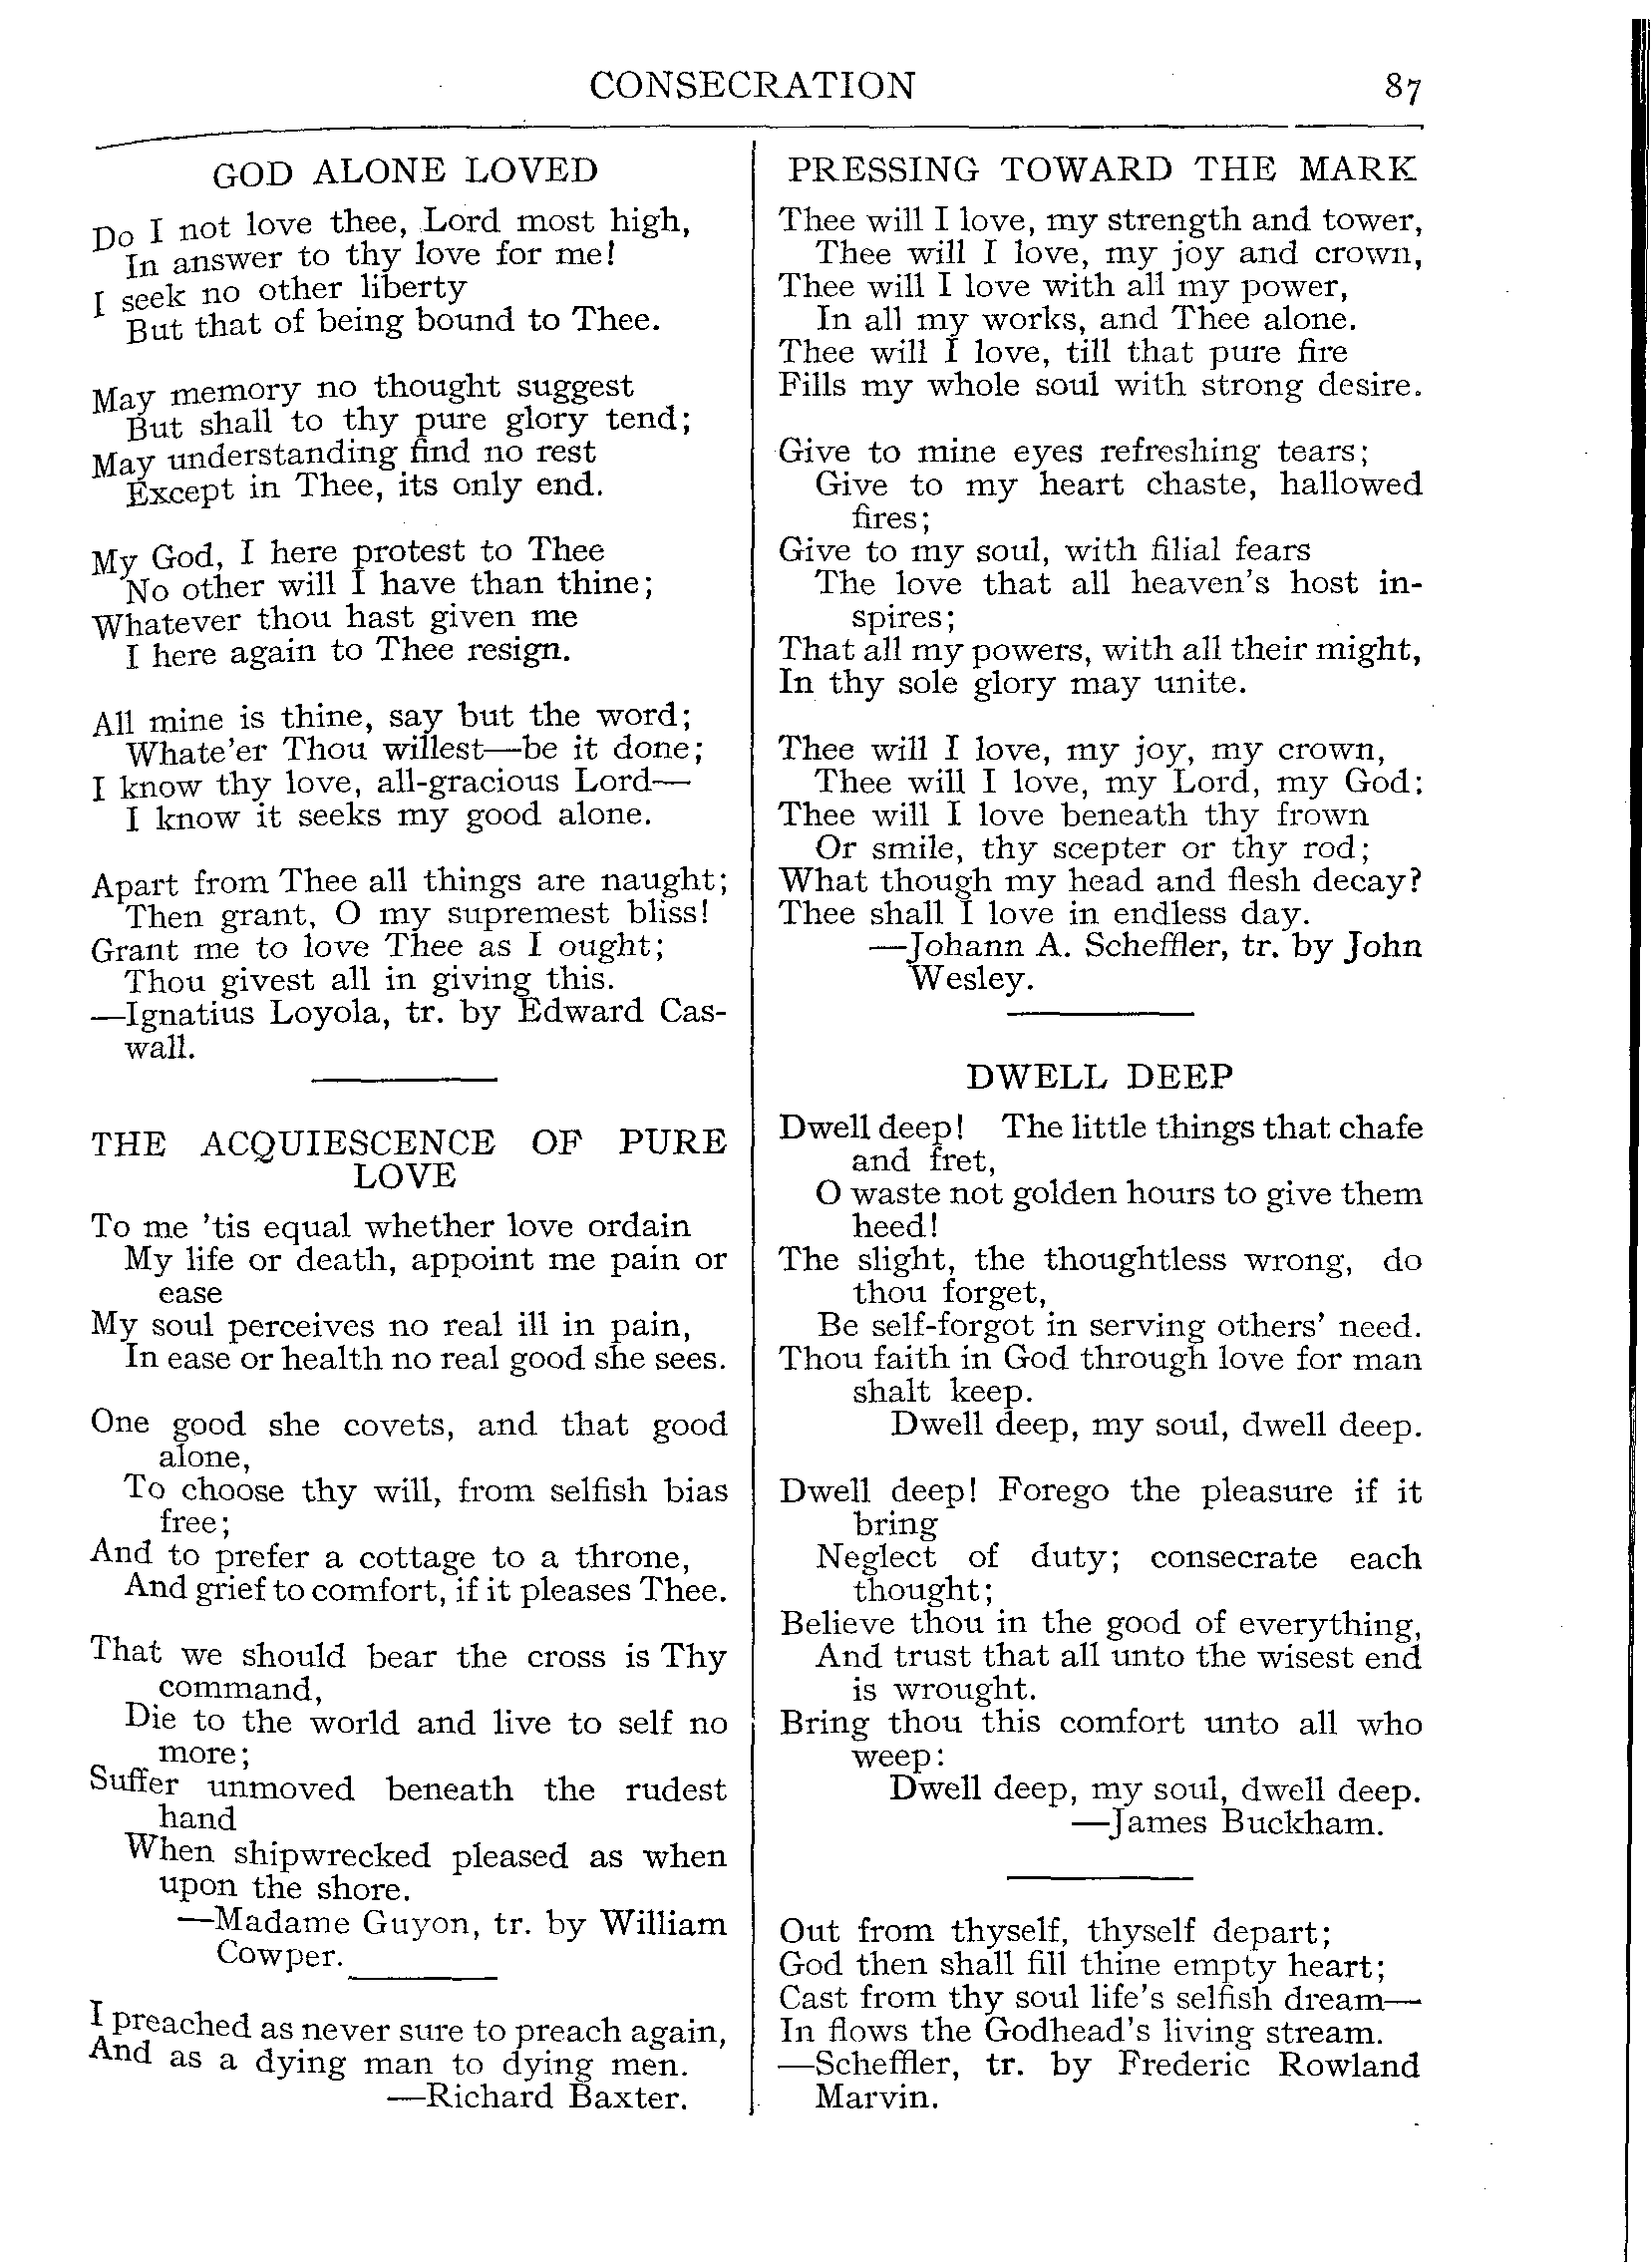 CONSECRATION 87
GOD ALONE LOVED
Do I not love thee, Lord most high,
In answer to thy love for me!
I seek no other liberty
But that of being bound to Thee.
May memory no thought suggest
But shall to thy pure glory tend;
May understanding find no rest
Except in Thee, its only end.
My God, I here protest to Thee
No other will I have than thine;
Whatever thou hast given me
I here again to Thee resign.
All mine is thine, say but the word;
Whate'er Thou willest—be it done;
I know thy love, all-gracious Lord—
I know it seeks my good alone.
Apart from Thee all things are naught;
Then grant, O my supremest bliss!
Grant me to love Thee as I ought;
Thou givest all in giving this.
—Ignatius Loyola, tr. by Edward Cas-
wall.
THE ACQUIESCENCE OF PURE
LOVE
To me 'tis equal whether love ordain
My life or death, appoint me pain or
ease
My soul perceives no real ill in pain,
In ease or health no real good she sees.
One good she covets, and that good
alone,
To choose thy will, from selfish bias
free;
And to prefer a cottage to a throne,
And grief to comfort, if it pleases Thee.
That we should bear the cross is Thy
command,
Die to the world and live to self no
more;
Suffer unmoved beneath the rudest
hand
When shipwrecked pleased as when
upon the shore.
—Madame Guyon, tr. by William
Cowper.
I preached as never sure to preach again,
And as a dying man to dying men.
—Richard Baxter.
PRESSING TOWARD THE MARK
Thee will I love, my strength and tower,
Thee will I love, my joy and crown,
Thee will I love with all my power,
In all my works, and Thee alone.
Thee will I love, till that pure fire
Fills my whole soul with strong desire.
Give to mine eyes refreshing tears;
Give to my heart chaste, hallowed
fires;
Give to my soul, with filial fears
The love that all heaven's host in-
spires;
That all my powers, with all their might,
In thy sole glory may unite.
Thee will I love, my joy, my crown,
Thee will I love, my Lord, my God:
Thee will I love beneath thy frown
Or smile, thy scepter or thy rod;
What though my head and flesh decay?
Thee shall I love in endless day.
—Johann A. Scheffler, tr. by John
Wesley.
DWELL DEEP
Dwell deep! The little things that chafe
and fret,
O waste not golden hours to give them
heed!
The slight, the thoughtless wrong, do
thou forget,
Be self-forgot in serving others' need.
Thou faith in God through love for man
shalt keep.
Dwell deep, my soul, dwell deep.
Dwell deep! Forego the pleasure if it
bring
Neglect of duty; consecrate each
thought;
Believe thou in the good of everything,
And trust that all unto the wisest end
is wrought.
Bring thou this comfort unto all who
weep:
Dwell deep, my soul, dwell deep.
—James Buckham.
Out from thyself, thyself depart;
God then shall fill thine empty heart;
Cast from thy soul life's selfish dream—
In flows the Godhead's living stream.
—Scheffler, tr. by Frederic Rowland
Marvin.